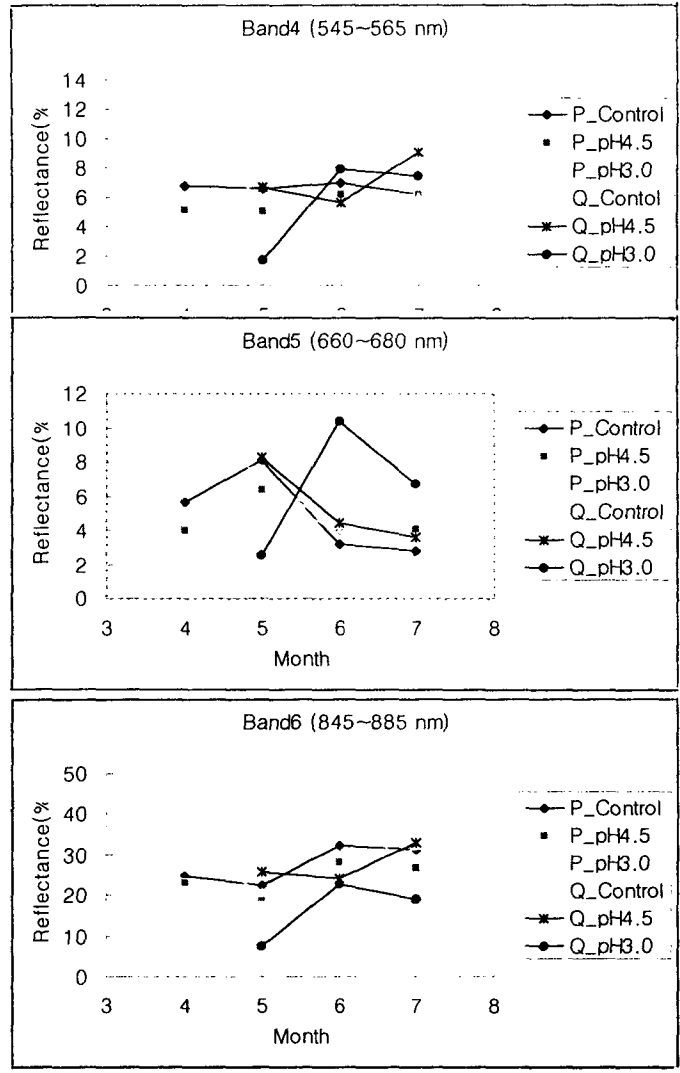 Band4 (545~565 nm)
14
12
10
8
6
4
2
0
Reflectance(%
P_Control
P_pH4.5
P_pH3.0
Q_Contol
Q_pH4.5
Q_pH3.0
Band5 (660~680 nm)
12
10
8
6
4
2
0
3 4 5 6 7 8
Reflectance(%
Month
P_Control
P_pH4.5
P_pH3.0
Q_Control
Q_pH4.5
Q_pH3.0
Band6 (845~885 nm)
50
40
30
20
10
0
3 4 5 6 7 8
Reflectance(%
Month
P_Control
P_pH4.5
P_pH3.0
Q_Control
Q_pH4.5
Q_pH3.0